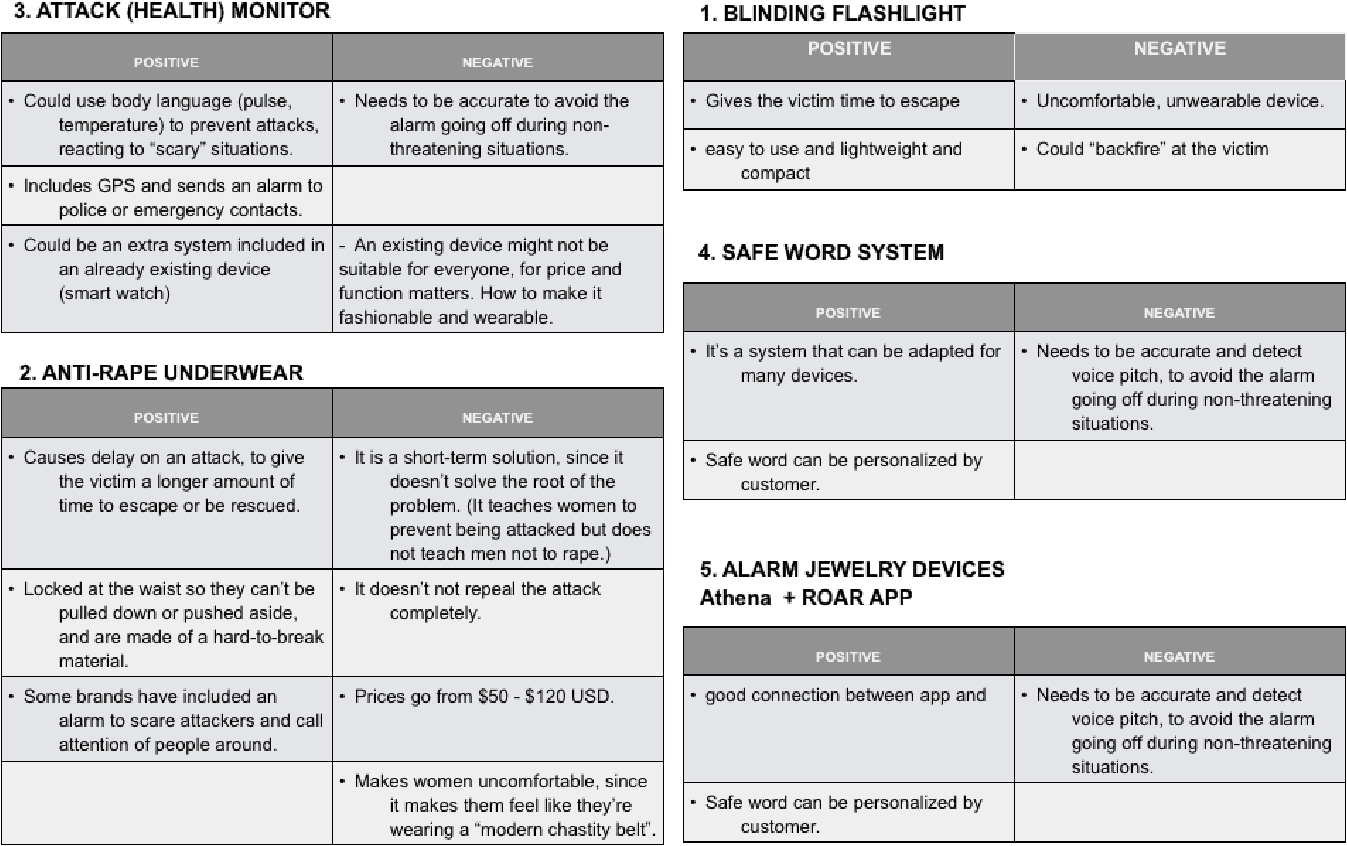 3. ATTACK (HEALTH) MONITOR
POSITIVE
NEGATIVE
• Could use body language (pulse,
temperature) to prevent attacks,
reacting to “scary” situations.
• Needs to be accurate to avoid the
alarm going off during non-
threatening situations.
• Includes GPS and sends an alarm to
police or emergency contacts.
• Could be an extra system included in
an already existing device
(smart watch)
- An existing device might not be
suitable for everyone, for price and
function matters. How to make it
fashionable and wearable.
2. ANTI-RAPE UNDERWEAR
POSITIVE
NEGATIVE
• Causes delay on an attack, to give
the victim a longer amount of
time to escape or be rescued.
• It is a short-term solution, since it
doesn’t solve the root of the
problem. (It teaches women to
prevent being attacked but does
not teach men not to rape.)
• Locked at the waist so they can’t be
pulled down or pushed aside,
and are made of a hard-to-break
material.
• It doesn’t not repeal the attack
completely.
• Some brands have included an
alarm to scare attackers and call
attention of people around.
• Prices go from $50 - $120 USD.
• Makes women uncomfortable, since
it makes them feel like they’re
wearing a “modern chastity belt”.
1. BLINDING FLASHLIGHT
POSITIVE
NEGATIVE
• Gives the victim time to escape
• Uncomfortable, unwearable device.
• easy to use and lightweight and
compact
• Could “backfire” at the victim
4. SAFE WORD SYSTEM
POSITIVE
NEGATIVE
• It’s a system that can be adapted for
many devices.
• Needs to be accurate and detect
voice pitch, to avoid the alarm
going off during non-threatening
situations.
• Safe word can be personalized by
customer.
5. ALARM JEWELRY DEVICES
Athena + ROAR APP
POSITIVE
NEGATIVE
• good connection between app and
• Needs to be accurate and detect
voice pitch, to avoid the alarm
going off during non-threatening
situations.
• Safe word can be personalized by
customer.